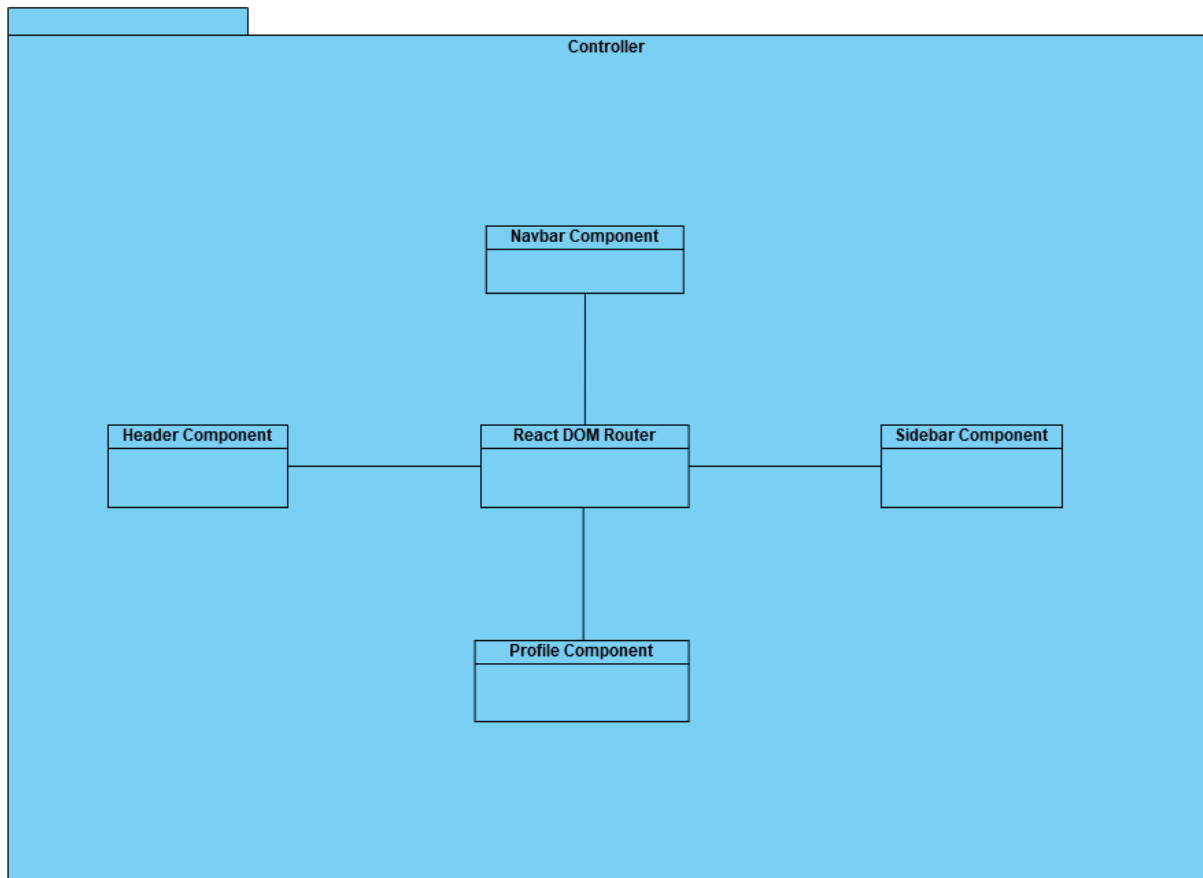 Controller
Navbar Component
Header Component
React DOM Router
Sidebar Component
Profile Component